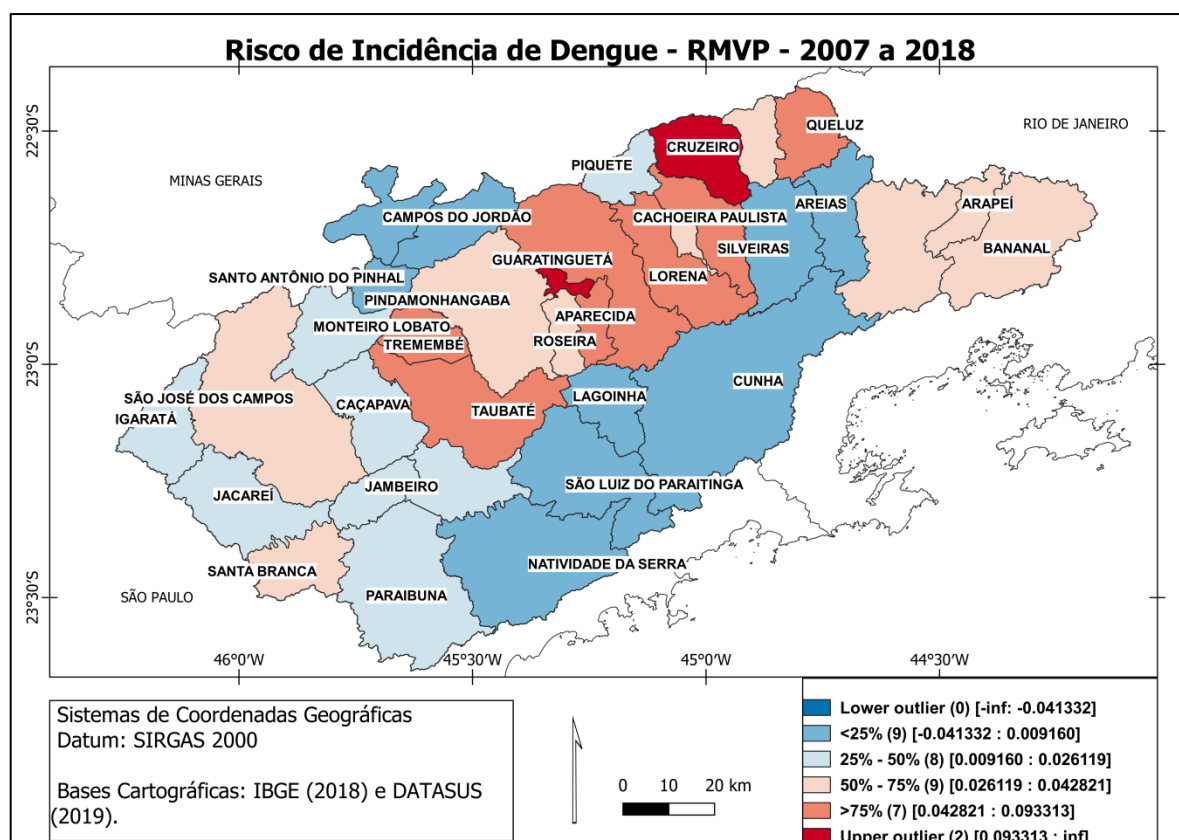 Risco de Incidência de Dengue - RMVP - 2007 a 2018
22°30'S
23°00'S
23°30'S
RIO DE JANEIRO
QUELUZ
CRUZEIRO
PIQUETE
MINAS GERAIS
AREIAS
ARAPEÍ
CAMPOS DO JORDÃO
CACHOEIRA PAULISTA
SILVEIRAS
BANANAL
GUARATINGUETÁ
SANTO ANTÔNIO DO PINHAL
LORENA
PINDAMONHANGABA
APARECIDA
MONTEIRO LOBATO
ROSEIRA
TREMEMBÉ
CUNHA
SÃO JOSÉ DOS CAMPOS
CAÇAPAVA
LAGOINHA
TAUBATÉ
IGARATÁ
SÃO LUIZ DO PARAITINGA
JAMBEIRO
JACAREÍ
NATIVIDADE DA SERRA
SANTA BRANCA
PARAIBUNA
SÃO PAULO
46°0'W
45°30'W
45°0'W
44°30'W
Sistemas de Coordenadas Geográficas
Datum: SIRGAS 2000
Bases Cartográficas: IBGE (2018) e DATASUS
(2019).
0 10 20 km
Lower outlier (0) [-inf: -0.041332]
<25% (9) [-0.041332 : 0.009160]
25% - 50% (8) [0.009160 : 0.026119]
50% - 75% (9) [0.026119 : 0.042821]
>75% (7) [0.042821 : 0.093313]
Upper outlier (2) [0.093313 : inf]